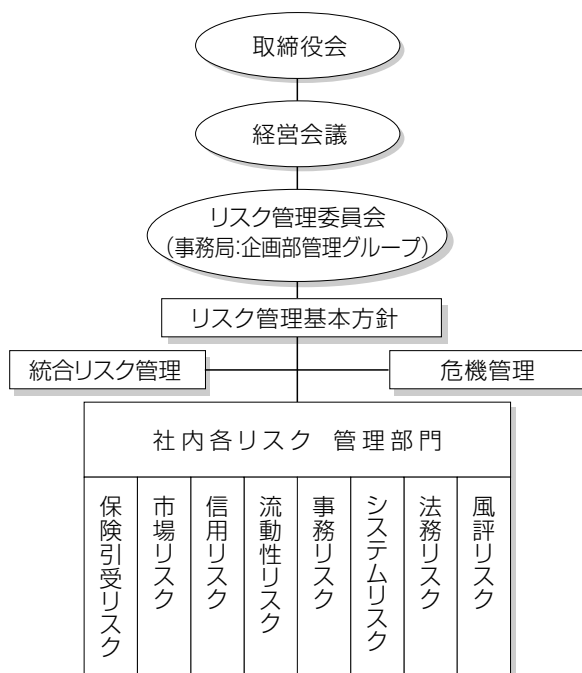 取締役会
経営会議
リスク管理委員会
(事務局:企画部管理グループ)
リスク管理基本方針
統合リスク管理
危機管理
社内各リスク 管理部門
保険引受リスク
市場リスク
信用リスク
流動性リスク
事務リスク
システムリスク
法務リスク
風評リスク